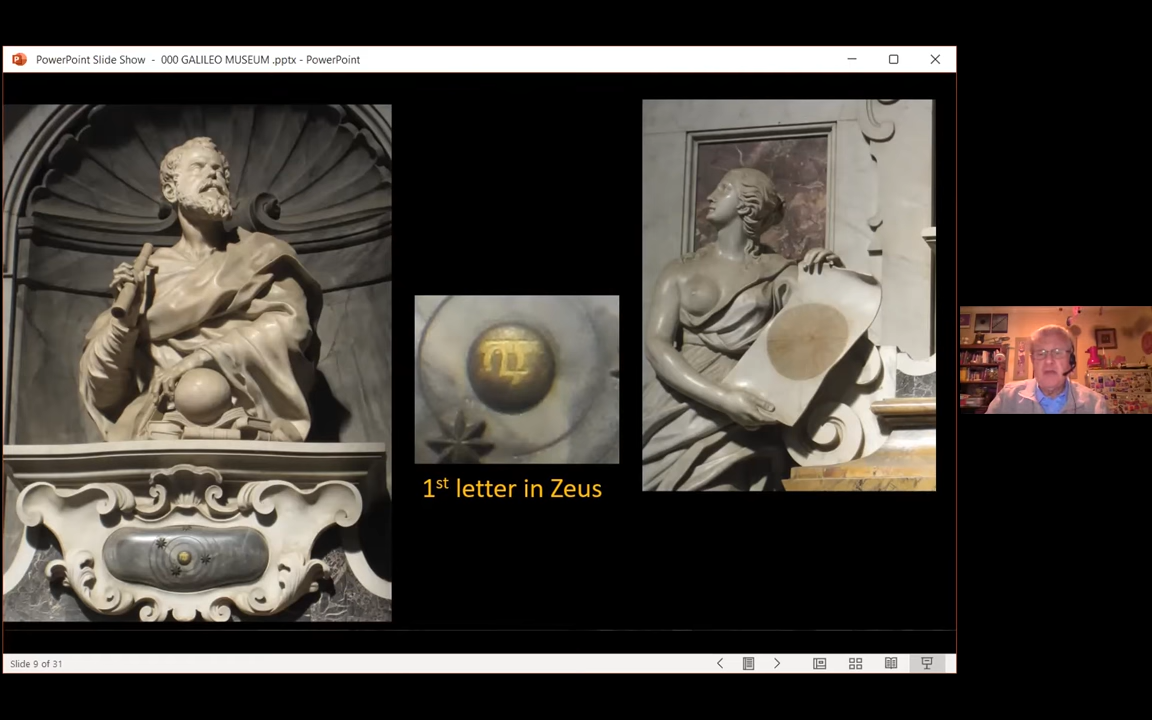 PowerPoint Slide Show - 000 GALILEO MUSEUM .pptx - PowerPoint
1st letter in Zeus
Slide 9 of 31